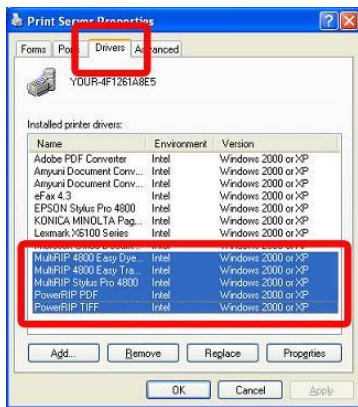 Print Server Properties
Forms Po Drivers Advanced
YOUR-4F1261A8E5
Installed printer drivers:
Name Environment Version
Adobe PDF Converter Intel Windows 2000 or XP
Amyuni Document Conv... Intel Windows 2000 or XP
Amyuni Document Conv... Intel Windows 2000 or XP
eFax 4.3 Intel Windows 2000 or XP
EPSON Stylus Pro 4800 Intel Windows 2000 or XP
KONICA MINOLTA Pag... Intel Windows 2000 or XP
Lexmark X6100 Series Intel Windows 2000 or XP
MultiRIP 4800 Easy Dye... Intel Windows 2000 or XP
MultiRIP 4800 Easy Tra... Intel Windows 2000 or XP
MultiRIP Stylus Pro 4800 Intel Windows 2000 or XP
PowerRIP PDF Intel Windows 2000 or XP
PowerRIP TIFF Intel Windows 2000 or XP
Add... Remove Replace Properties
OK Cancel Apply